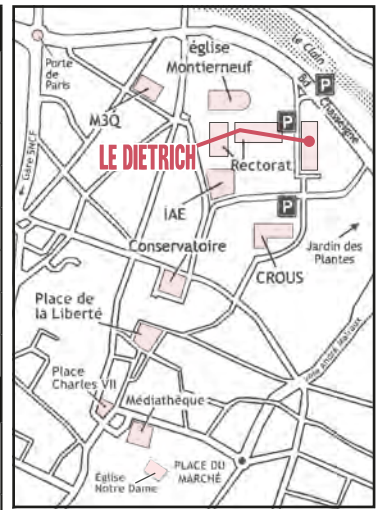 Le Clain
Bd Chasseigne
P
église
Montierneuf
Porte
de
Paris
M3Q
P
LE DIETRICH
Rectorat
Gare SNCF
IAE
P
Conservatoire
Jardin des
Plantes
CROUS
Place de
la Liberté
Place
Charles VII
Médiathèque
PLACE DU
MARCHÉ
Église
Notre Dame